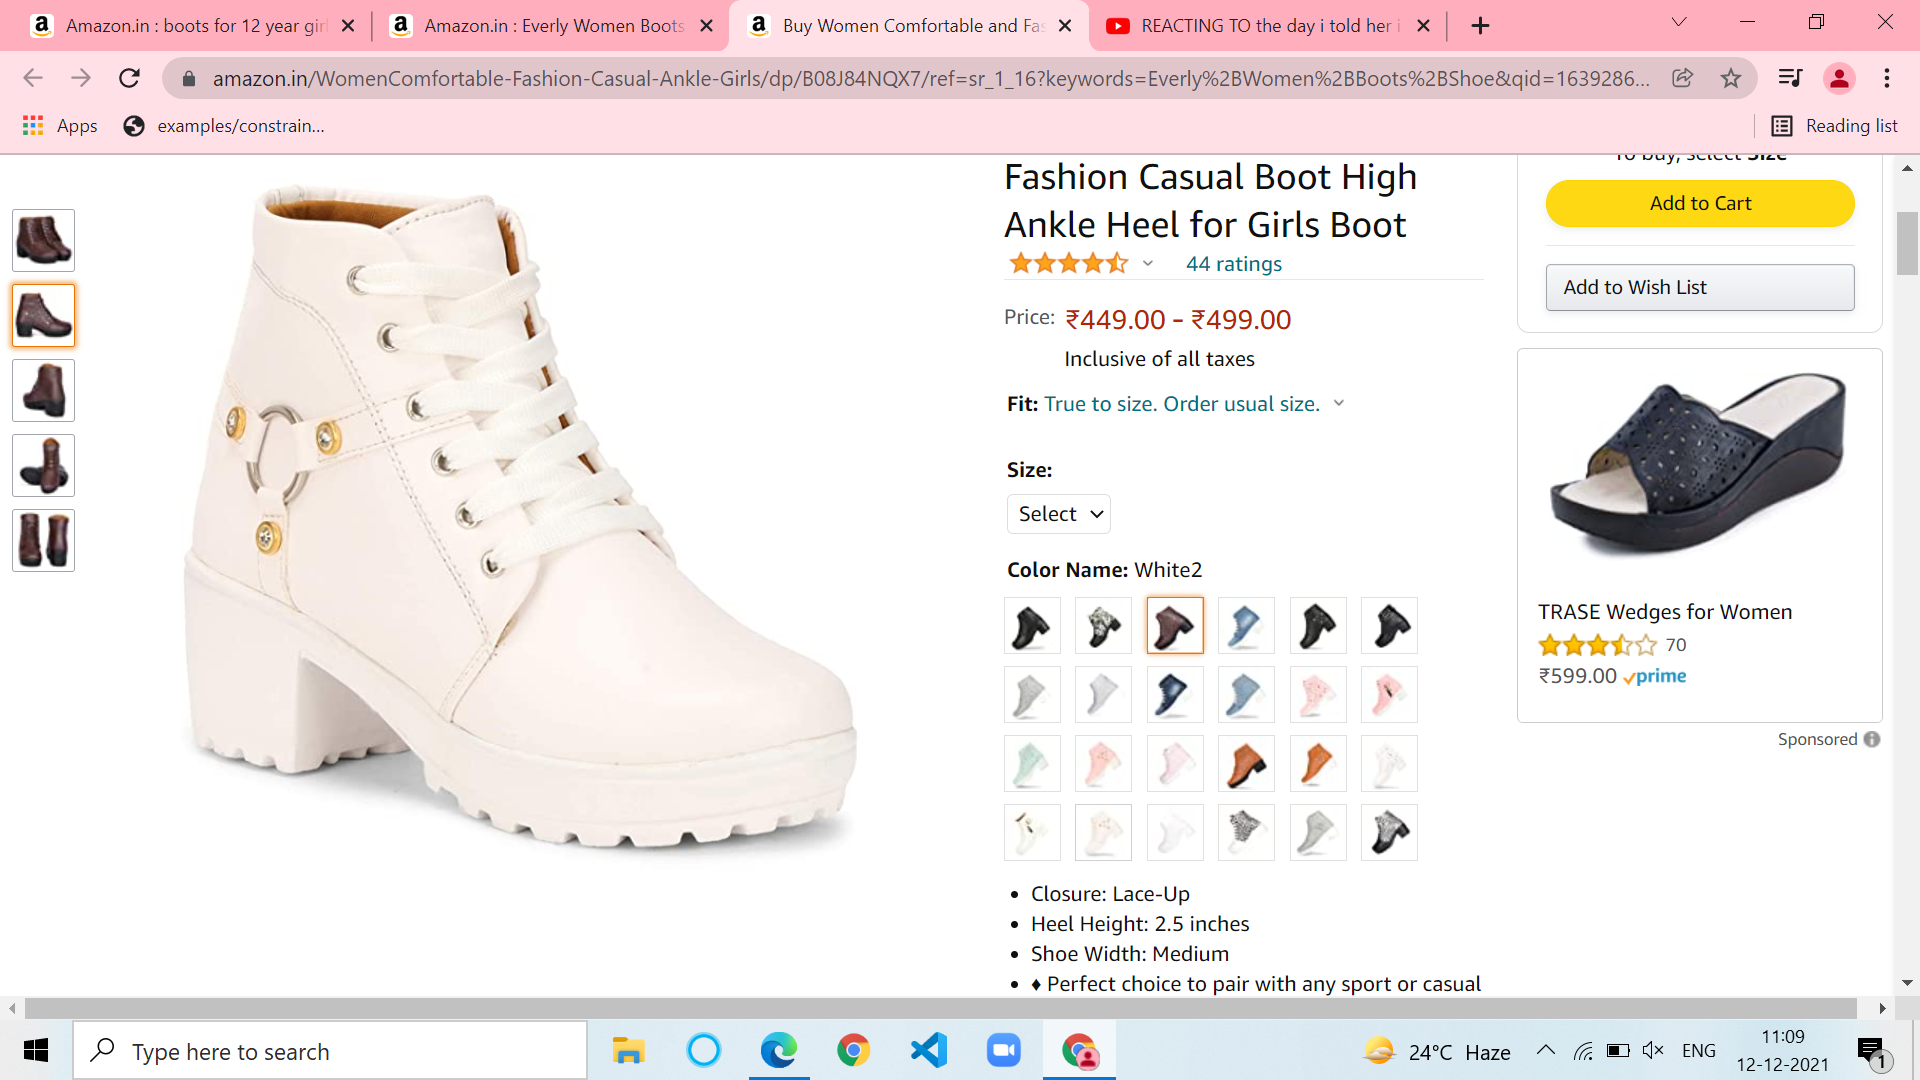 Amazon.in : boots for 12 year girl
Amazon.in : Everly Women Boots
Buy Women Comfortable and Fas
REACTING TO the day i told her i
amazon.in/WomenComfortable-Fashion-Casual-Ankle-Girls/dp/B08J84NQX7/ref=sr_1_16?keywords=Everly%2BWomen%2BBoots%2BShoe&qid=1639286...
Apps
examples/constrain...
Reading list
Fashion Casual Boot High
Ankle Heel for Girls Boot
44 ratings
Price: ₹449.00 - ₹499.00
Inclusive of all taxes
Fit: True to size. Order usual size.
Size:
Select
Color Name: White2
Closure: Lace-Up
Heel Height: 2.5 inches
Shoe Width: Medium
♦ Perfect choice to pair with any sport or casual
To buy, select Size
Add to Cart
Add to Wish List
TRASE Wedges for Women
70
₹599.00 prime
Sponsored
Type here to search
24°C Haze
ENG
11:09
12-12-2021
1